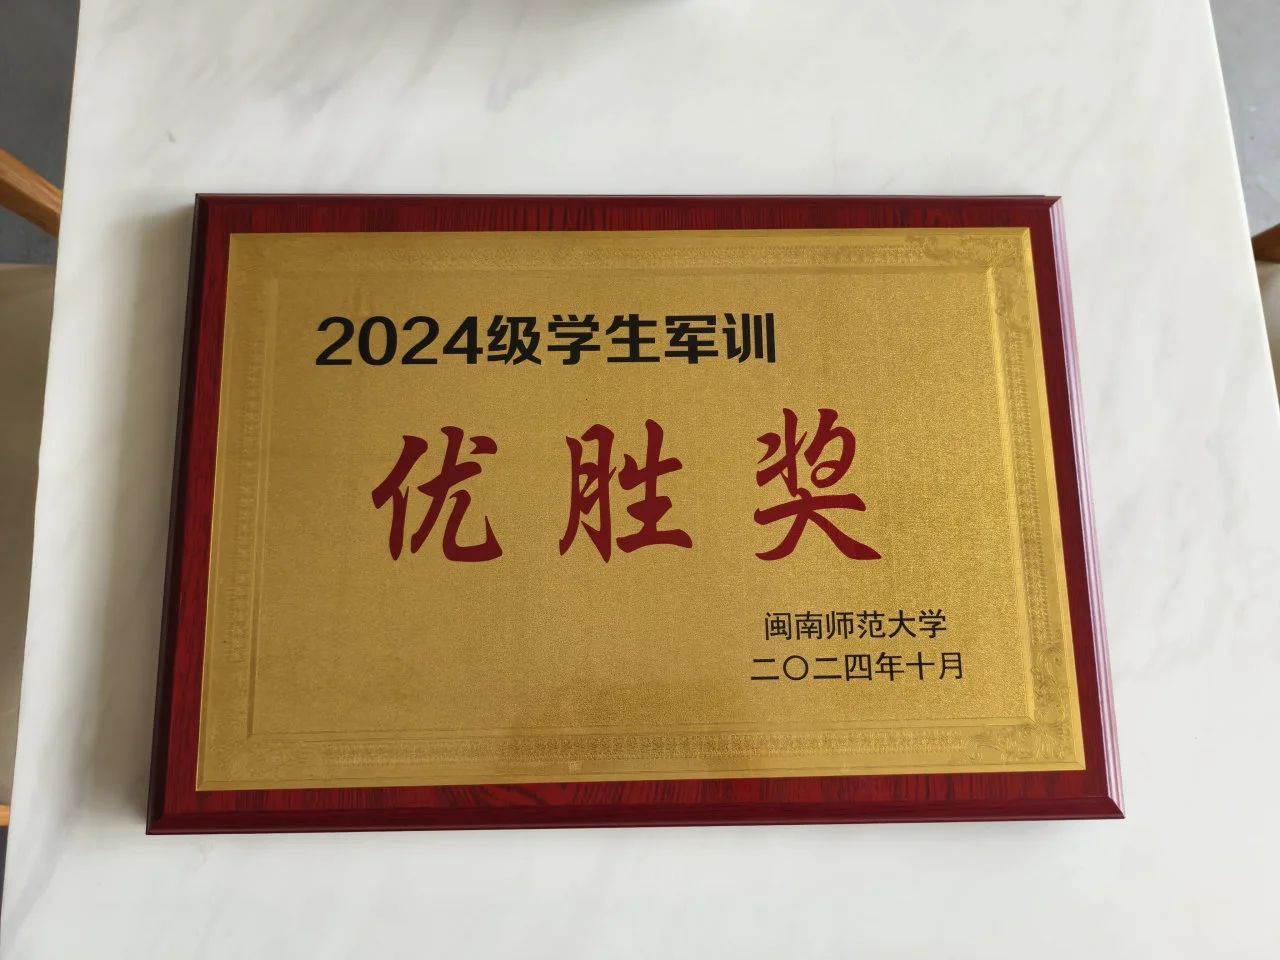 2024级学生军训
优胜奖
闽南师范大学
二〇二四年十月